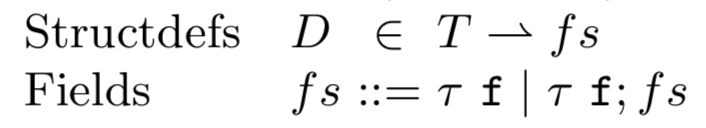 Structdefs D ∈ T ⇀ fs
Fields fs ::= τ f | τ f; fs